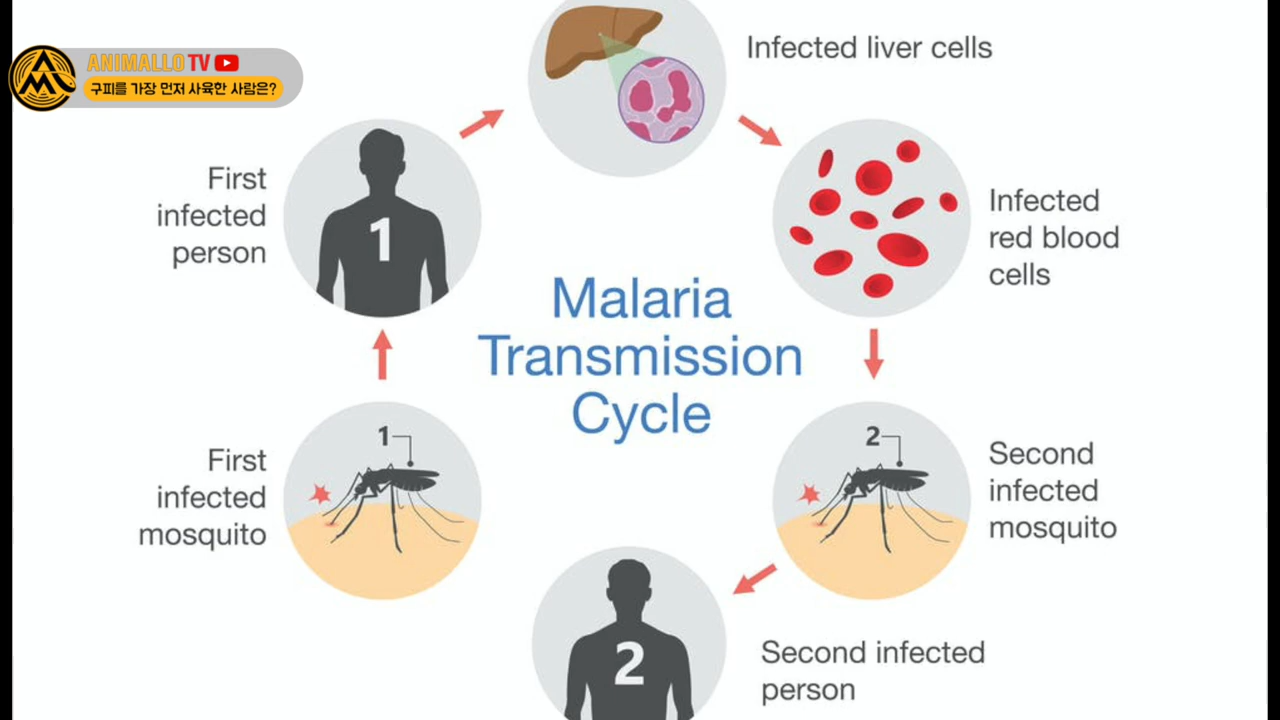 ANIMALLO TV
구피를 가장 먼저 사육한 사람은?
Infected liver cells
First
infected
person
1
Infected
red blood
cells
Malaria
Transmission
Cycle
First
infected
mosquito
1
2
Second
infected
mosquito
2
Second infected
person